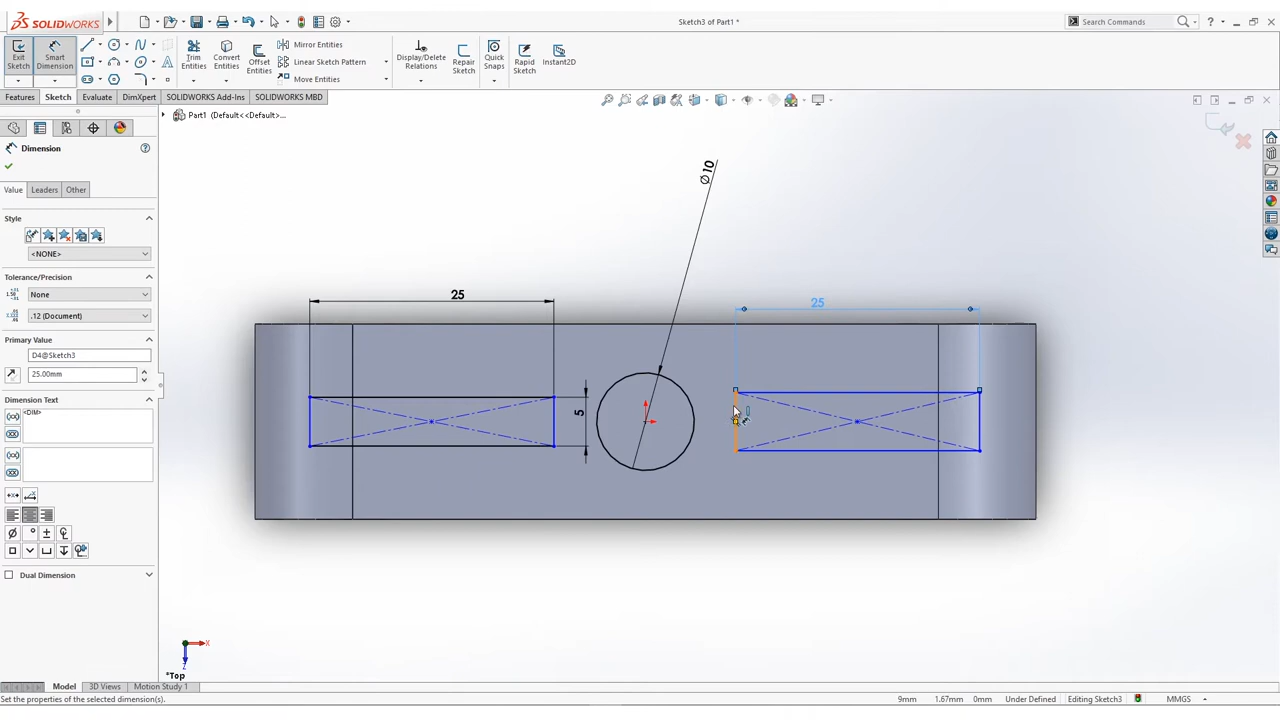 SOLIDWORKS
Sketch3 of Part1 *
Search Commands
?
Exit Sketch
Smart Dimension
Trim Entities
Convert Entities
Offset Entities
Mirror Entities
Linear Sketch Pattern
Move Entities
Display/Delete Relations
Repair Sketch
Quick Snaps
Rapid Sketch
Instant2D
Features
Sketch
Evaluate
DimXpert
SOLIDWORKS Add-Ins
SOLIDWORKS MBD
Part1 (Default<<Default>...
Dimension
Value
Leaders
Other
Style
<NONE>
Tolerance/Precision
None
.12 (Document)
Primary Value
D4@Sketch3
25.00mm
Dimension Text
<DIM>
Dual Dimension
Ø10
25
25
5
X
Z
*Top
Model
3D Views
Motion Study 1
Set the properties of the selected dimension(s).
9mm
1.67mm
0mm
Under Defined
Editing Sketch3
MMGS